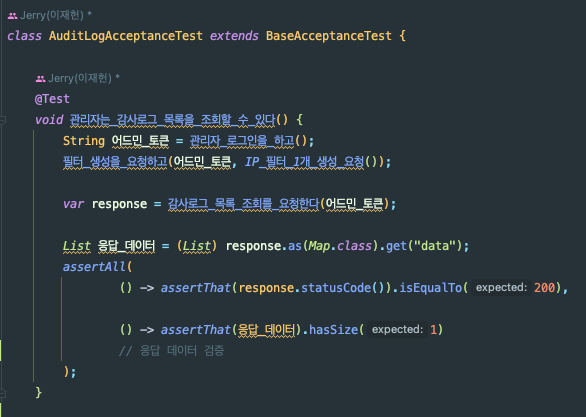 Jerry(이재헌) *
class AuditLogAcceptanceTest extends BaseAcceptanceTest {
Jerry(이재헌) *
@Test
void 관리자는_감사로그_목록을_조회할_수_있다() {
String 어드민_토큰 = 관리자_로그인을_하고();
필터_생성을_요청하고(어드민_토큰, IP_필터_1개_생성_요청());
var response = 감사로그_목록_조회를_요청한다(어드민_토큰);
List 응답_데이터 = (List) response.as(Map.class).get("data");
assertAll(
() -> assertThat(response.statusCode()).isEqualTo( expected: 200),
() -> assertThat(응답_데이터).hasSize( expected: 1)
// 응답 데이터 검증
);
}